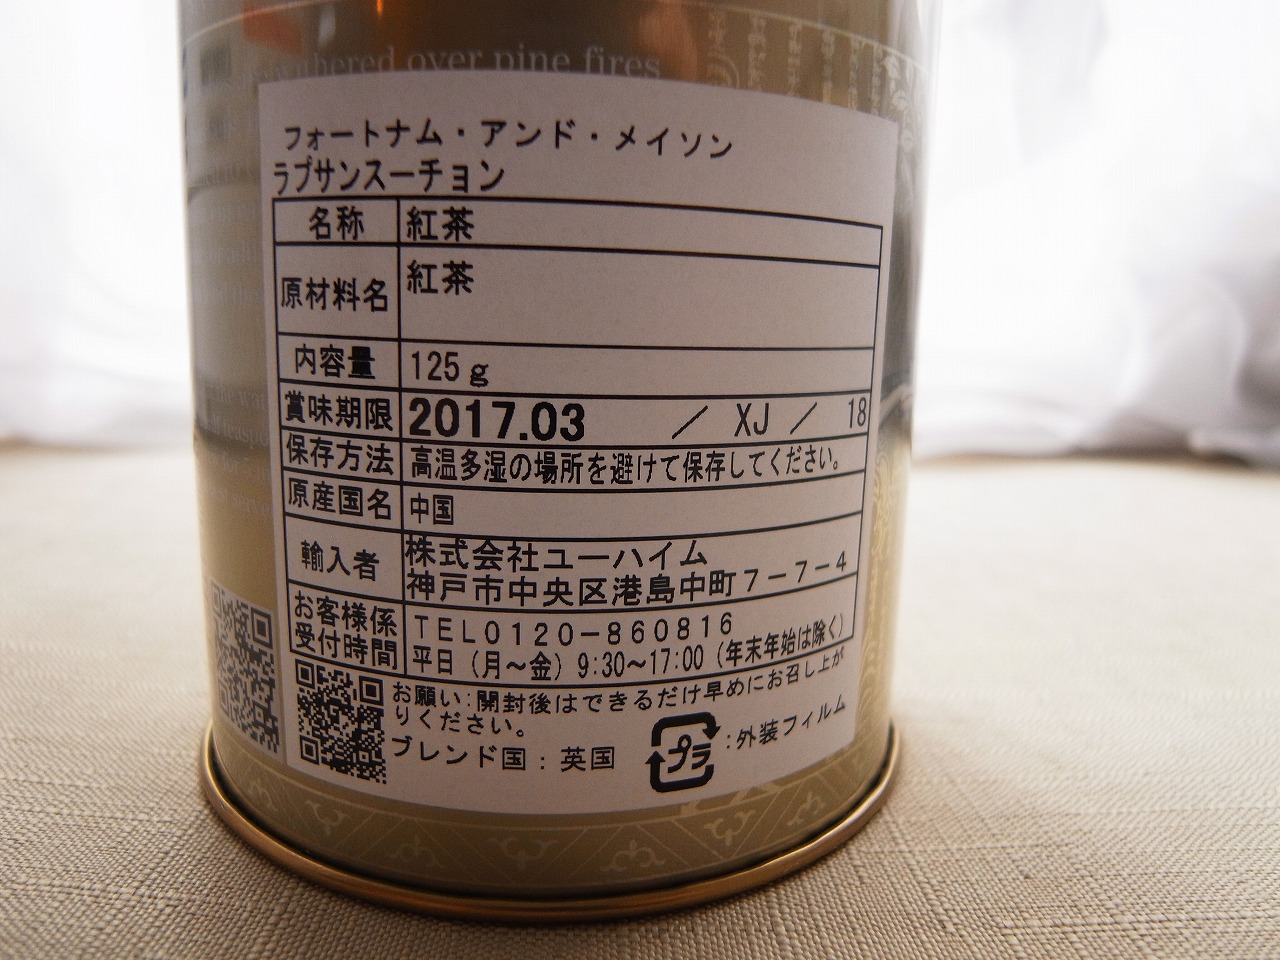 over pine fires
フォートナム・アンド・メイソン
ラプサンスーチョン
名称 紅茶
原材料名 紅茶
内容量 125g
賞味期限 2017.03 / XJ / 18
保存方法 高温多湿の場所を避けて保存してください。
原産国名 中国
輸入者 株式会社ユーハイム
神戸市中央区港島中町7-7-4
お客様係 TEL0120-860816
受付時間 平日(月~金)9:30~17:00(年末年始は除く)
お願い:開封後はできるだけ早めにお召し上が
りください。
ブレンド国:英国 プラ :外装フィルム